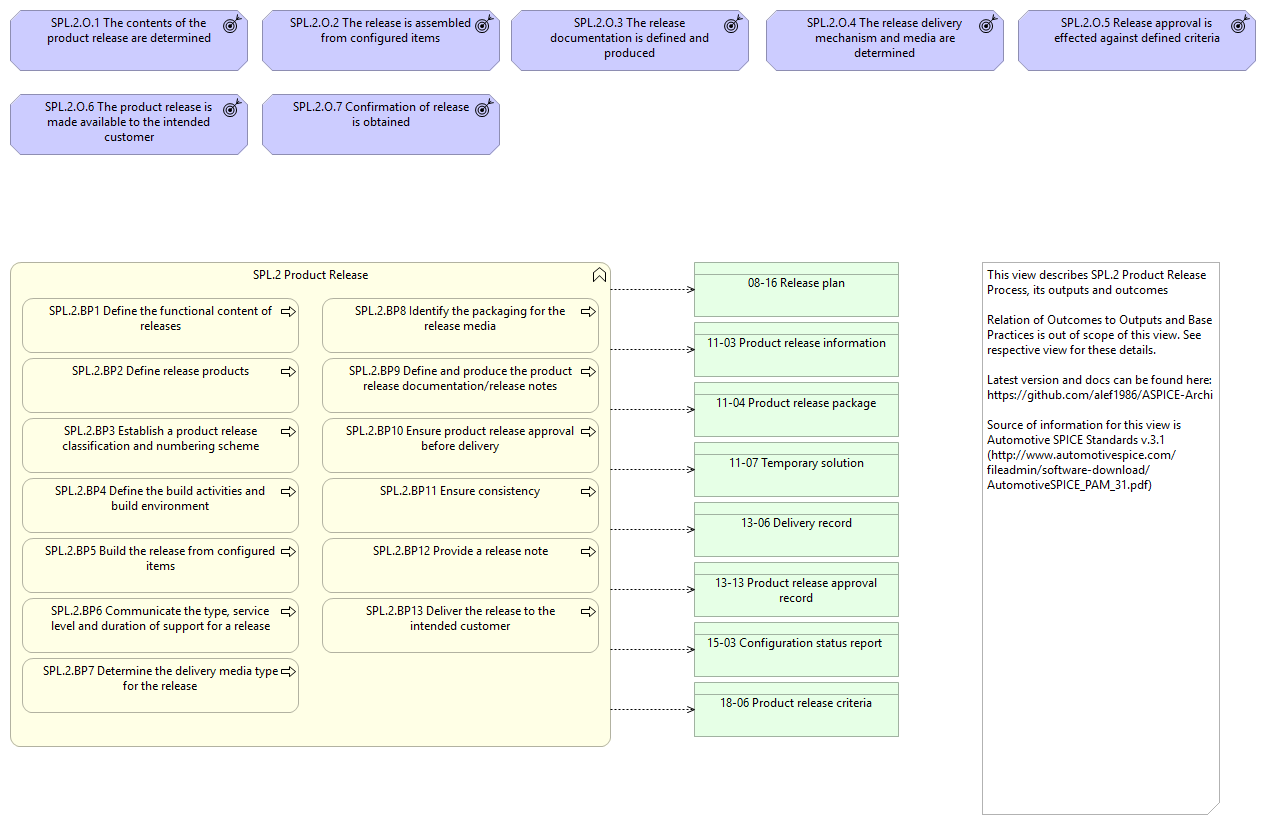 SPL.2.O.1 The contents of the
product release are determined
SPL.2.O.2 The release is assembled
from configured items
SPL.2.O.3 The release
documentation is defined and
produced
SPL.2.O.4 The release delivery
mechanism and media are
determined
SPL.2.O.5 Release approval is
effected against defined criteria
SPL.2.O.6 The product release is
made available to the intended
customer
SPL.2.O.7 Confirmation of release
is obtained
SPL.2 Product Release
SPL.2.BP1 Define the functional content of
releases
SPL.2.BP2 Define release products
SPL.2.BP3 Establish a product release
classification and numbering scheme
SPL.2.BP4 Define the build activities and
build environment
SPL.2.BP5 Build the release from configured
items
SPL.2.BP6 Communicate the type, service
level and duration of support for a release
SPL.2.BP7 Determine the delivery media type
for the release
SPL.2.BP8 Identify the packaging for the
release media
SPL.2.BP9 Define and produce the product
release documentation/release notes
SPL.2.BP10 Ensure product release approval
before delivery
SPL.2.BP11 Ensure consistency
SPL.2.BP12 Provide a release note
SPL.2.BP13 Deliver the release to the
intended customer
08-16 Release plan
11-03 Product release information
11-04 Product release package
11-07 Temporary solution
13-06 Delivery record
13-13 Product release approval
record
15-03 Configuration status report
18-06 Product release criteria
This view describes SPL.2 Product Release
Process, its outputs and outcomes
Relation of Outcomes to Outputs and Base
Practices is out of scope of this view. See
respective view for these details.
Latest version and docs can be found here:
https://github.com/alef1986/ASPICE-Archi
Source of information for this view is
Automotive SPICE Standards v.3.1
(http://www.automotivespice.com/
fileadmin/software-download/
AutomotiveSPICE_PAM_31.pdf)